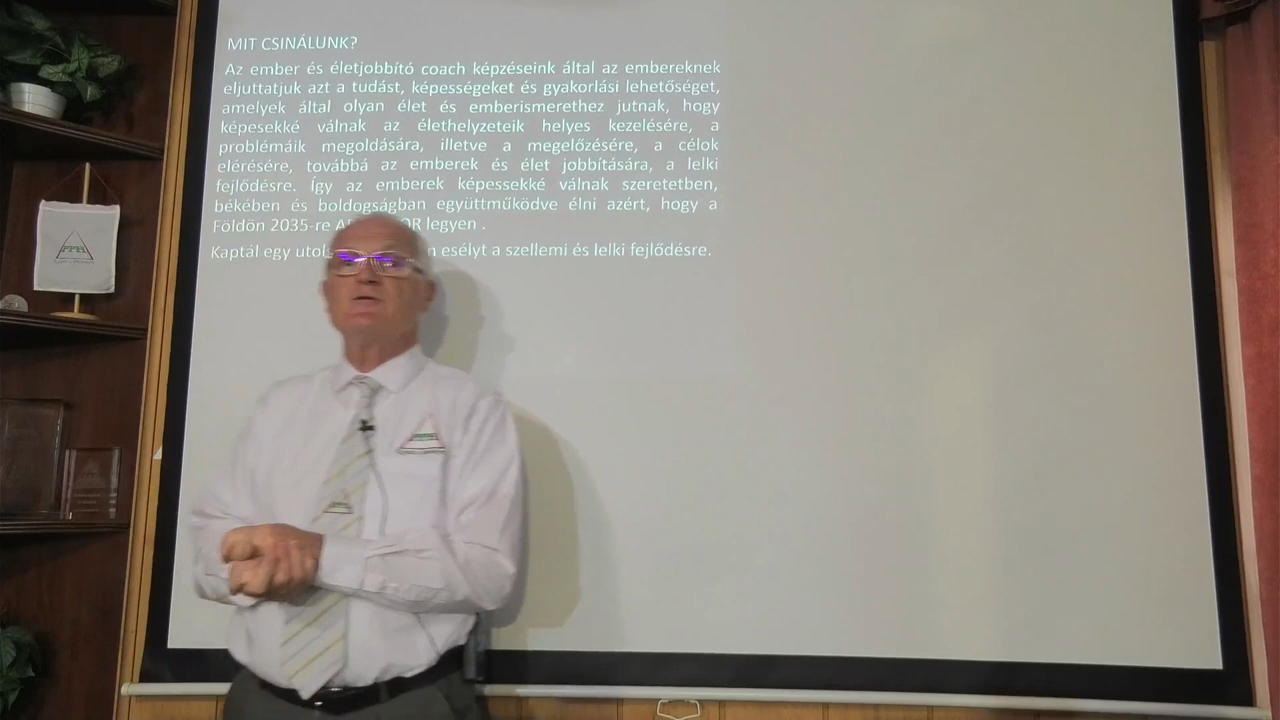 MIT CSINÁLUNK?
Az ember és életjobbító coach képzéseink által az embereknek
eljuttatjuk azt a tudást, képességeket és gyakorlási lehetőséget,
amelyek által olyan élet és emberismerethez jutnak, hogy
képesekké válnak az élethelyzeteik helyes kezelésére, a
problémáik megoldására, illetve a megelőzésére, a célok
elérésére, továbbá az emberek és élet jobbítására, a lelki
fejlődésre. Így az emberek képessekké válnak szeretetben,
békében és boldogságban együttműködve élni azért, hogy a
Földön 2035-re legyen .
Kaptál egy esélyt a szellemi és lelki fejlődésre.